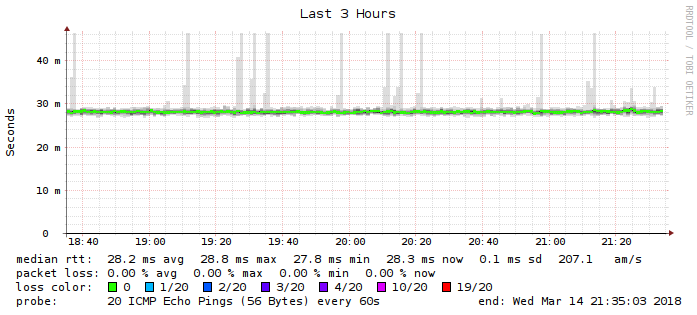 Last 3 Hours
RRDTOOL / TOBI OETIKER
Seconds
40 m
30 m
20 m
10 m
0
18:40 19:00 19:20 19:40 20:00 20:20 20:40 21:00 21:20
median rtt: 28.2 ms avg 28.8 ms max 27.8 ms min 28.3 ms now 0.1 ms sd 207.1 am/s
packet loss: 0.00 % avg 0.00 % max 0.00 % min 0.00 % now
loss color: 0 1/20 2/20 3/20 4/20 10/20 19/20
probe: 20 ICMP Echo Pings (56 Bytes) every 60s end: Wed Mar 14 21:35:03 2018